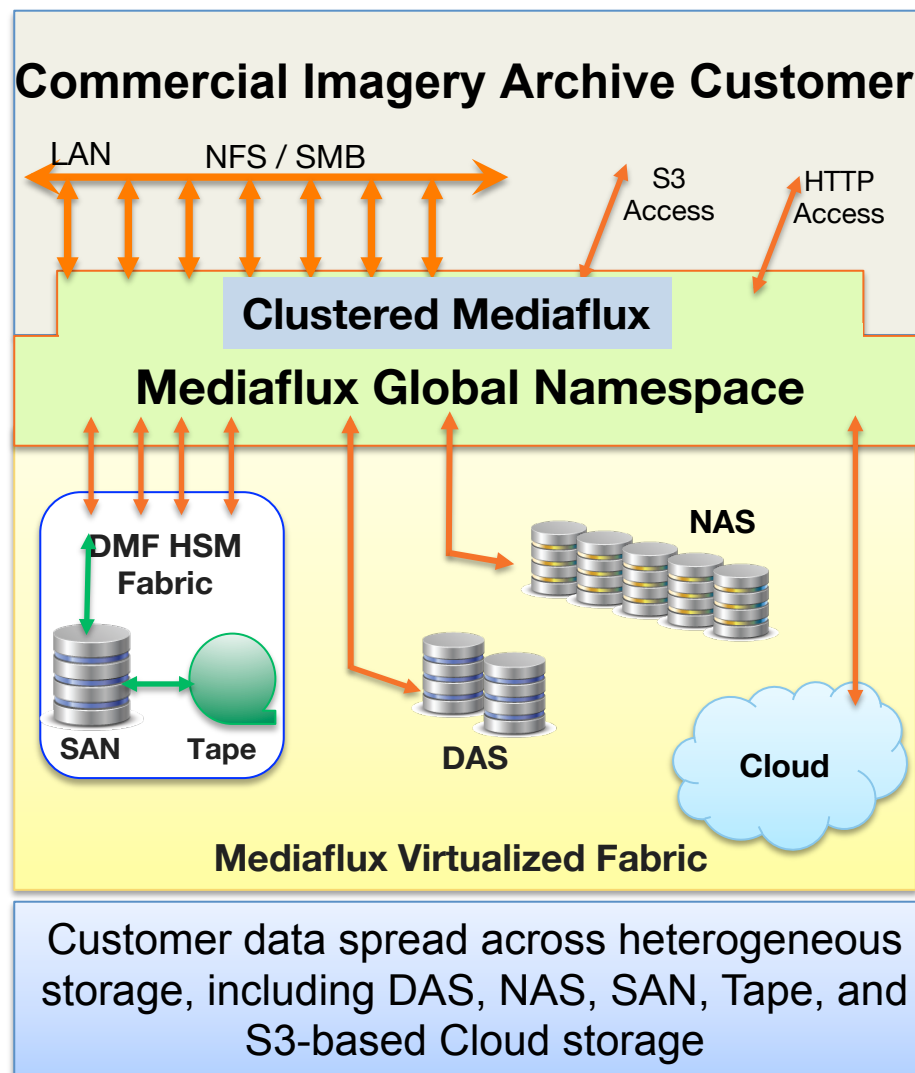 Commercial Imagery Archive Customer
LAN
NFS / SMB
S3
Access
HTTP
Access
Clustered Mediaflux
Mediaflux Global Namespace
DMF HSM
Fabric
SAN
Tape
NAS
DAS
Cloud
Mediaflux Virtualized Fabric
Customer data spread across heterogeneous
storage, including DAS, NAS, SAN, Tape, and
S3-based Cloud storage